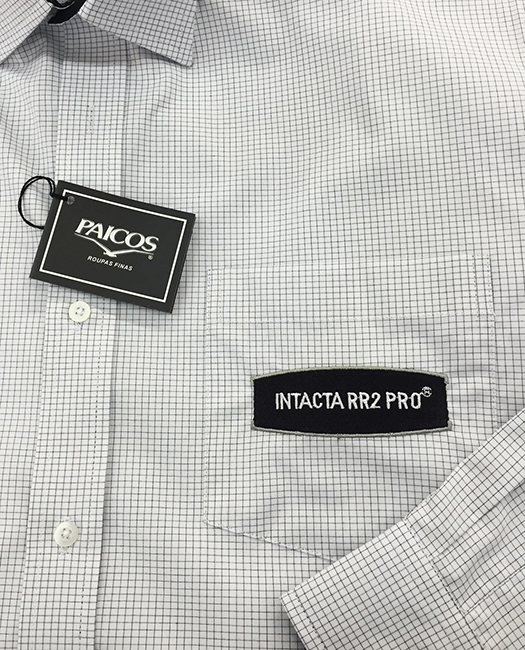 PAICOS®
ROUPAS FINAS
INTACTA RR2 PRO®